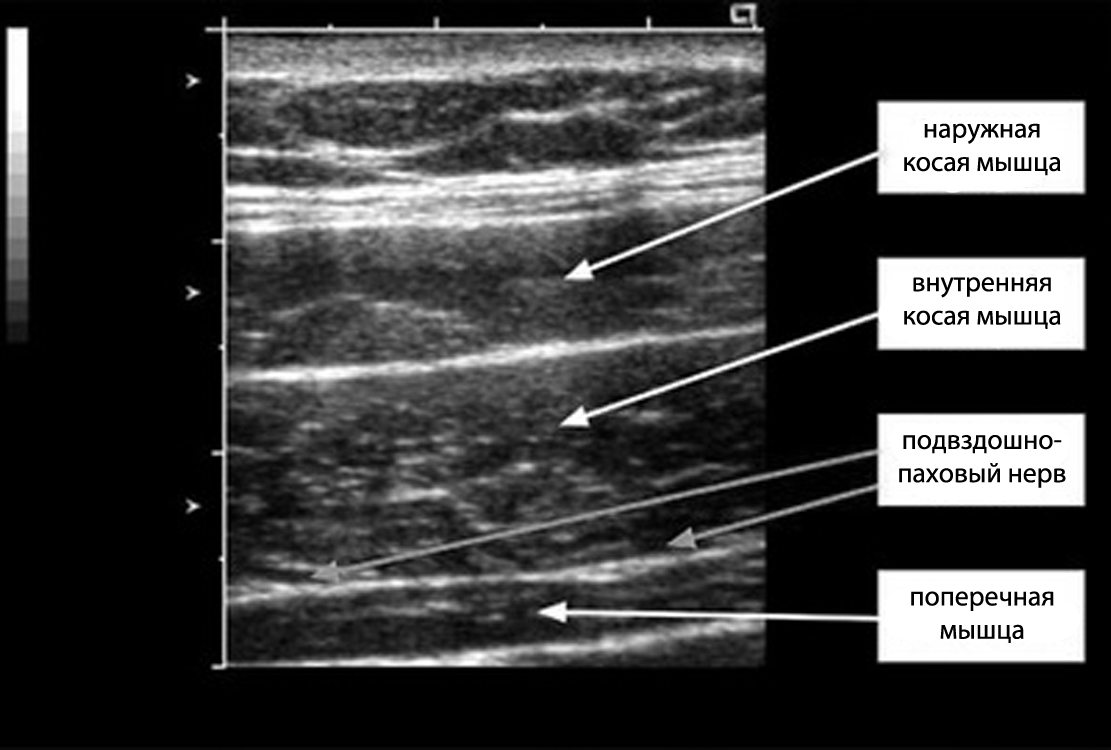 наружная
косая мышца
внутренняя
косая мышца
подвздошно-
паховый нерв
поперечная
мышца